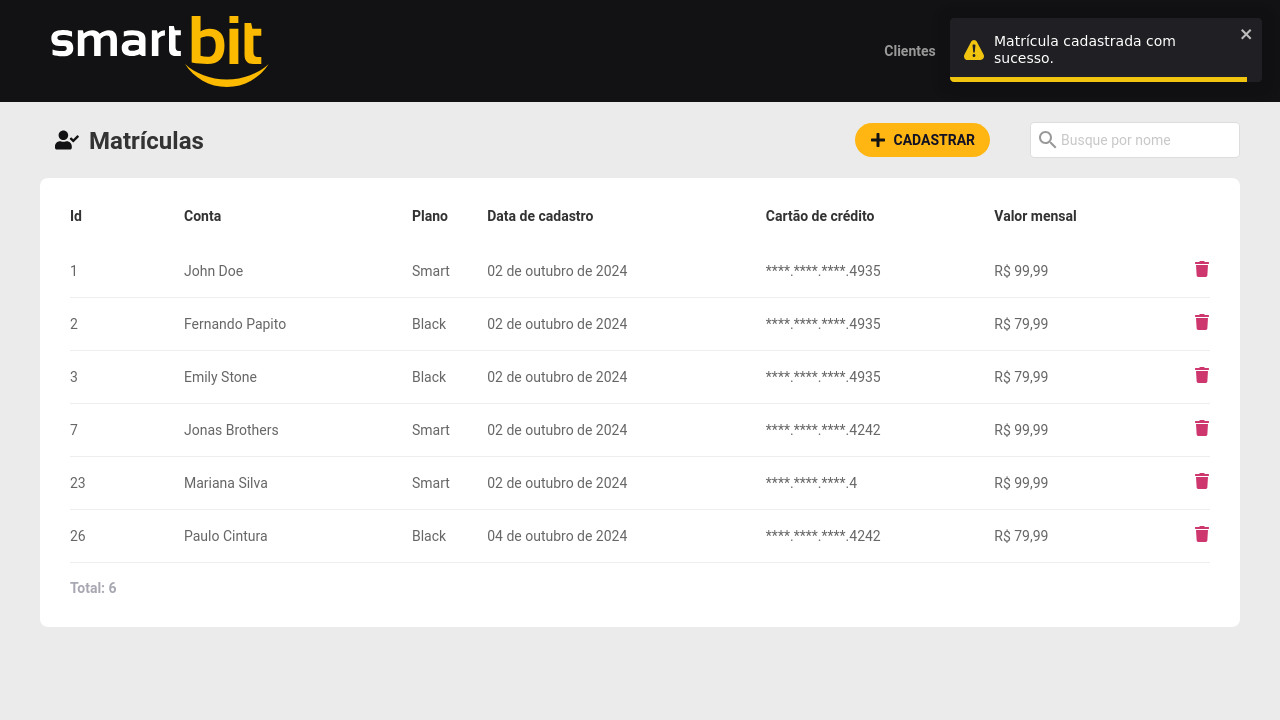 smartbit
Clientes
Matrícula cadastrada com
sucesso.
Matrículas
CADASTRAR
Busque por nome
Id Conta Plano Data de cadastro Cartão de crédito Valor mensal
1 John Doe Smart 02 de outubro de 2024 ****.****.****.4935 R$ 99,99
2 Fernando Papito Black 02 de outubro de 2024 ****.****.****.4935 R$ 79,99
3 Emily Stone Black 02 de outubro de 2024 ****.****.****.4935 R$ 79,99
7 Jonas Brothers Smart 02 de outubro de 2024 ****.****.****.4242 R$ 99,99
23 Mariana Silva Smart 02 de outubro de 2024 ****.****.****.4 R$ 99,99
26 Paulo Cintura Black 04 de outubro de 2024 ****.****.****.4242 R$ 79,99
Total: 6